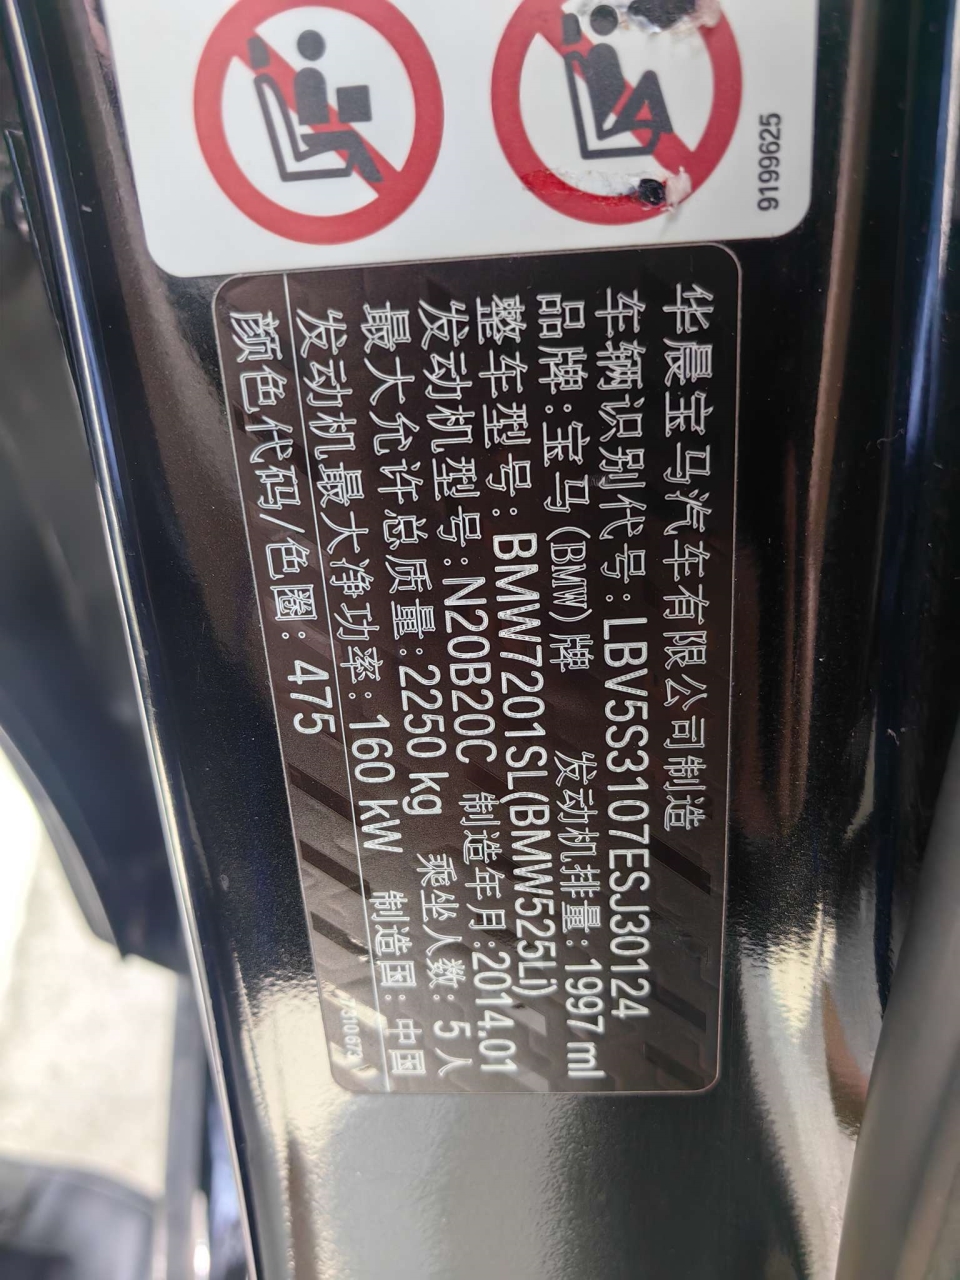 9199625
华晨宝马汽车有限公司制造
车辆识别代号:LBV5S3107ESJ30124
品牌:宝马(BMW)牌 发动机排量:1997 ml
整车型号:BMW7201SL(BMW525Li)
发动机型号:N20B20C 制造年月:2014.01
最大允许总质量:2250 kg 乘坐人数:5 人
发动机最大净功率:160 kW 制造国:中国
颜色代码/色圈:475
7310 673